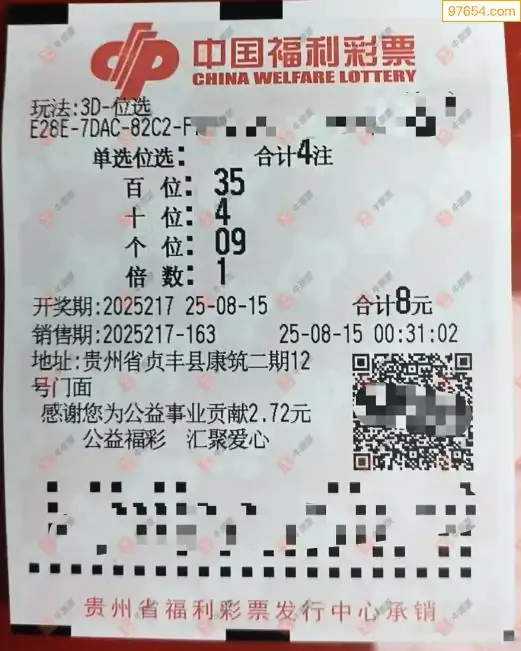 97654.com
中国福利彩票
CHINA WELFARE LOTTERY
玩法:3D-位选
E28E-7DAC-82C2-F
单选位选: 合计4注
百 位: 35
十 位: 4
个 位: 09
倍 数: 1
开奖期:2025217 25-08-15 合计8元
销售期:2025217-163 25-08-15 00:31:02
地址:贵州省贞丰县康筑二期12
号门面
感谢您为公益事业贡献2.72元
公益福彩 汇聚爱心
贵州省福利彩票发行中心承销